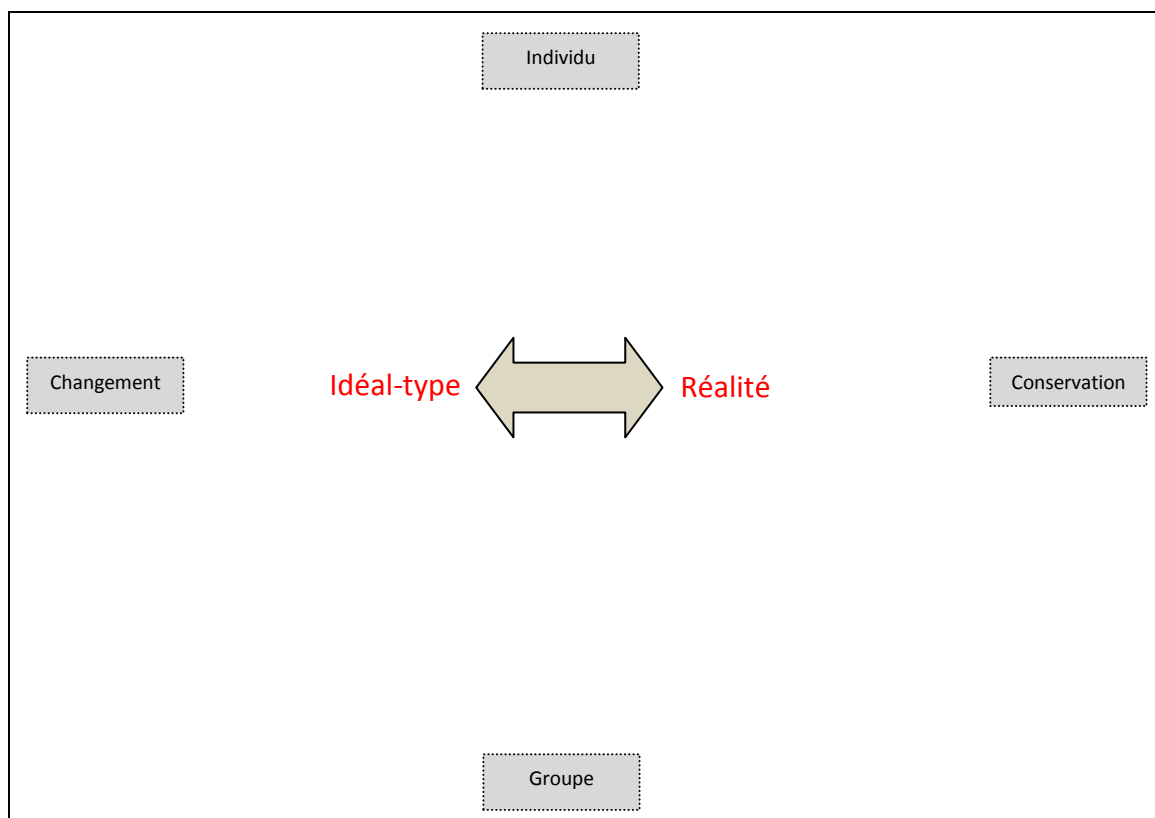 Individu
Changement
Idéal-type
Réalité
Conservation
Groupe